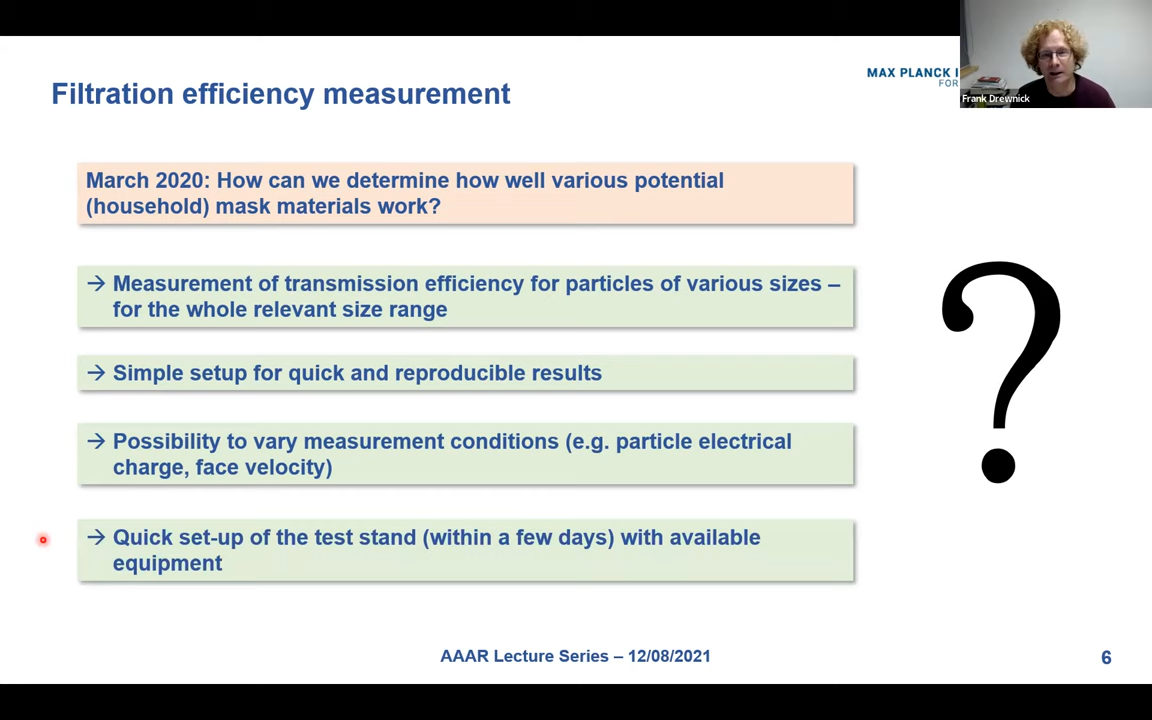 Filtration efficiency measurement
MAX PLANCK I
FOR
Frank Drewnick
March 2020: How can we determine how well various potential
(household) mask materials work?
→ Measurement of transmission efficiency for particles of various sizes –
for the whole relevant size range
→ Simple setup for quick and reproducible results
→ Possibility to vary measurement conditions (e.g. particle electrical
charge, face velocity)
→ Quick set-up of the test stand (within a few days) with available
equipment
?
AAAR Lecture Series – 12/08/2021
6